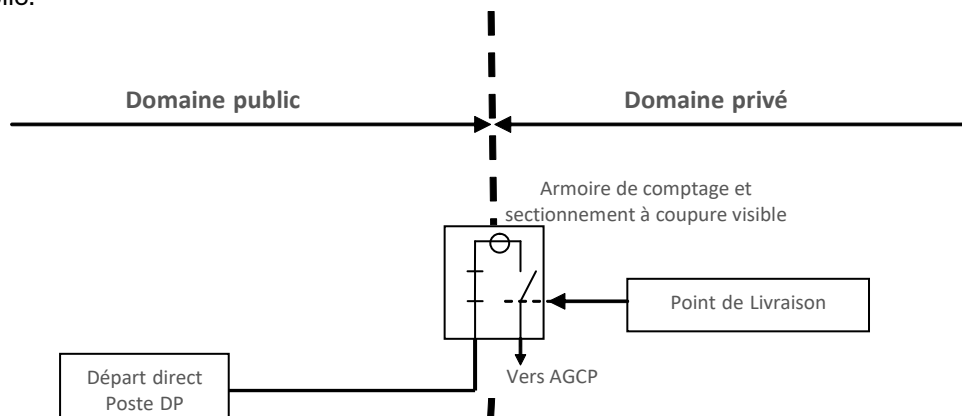 Domaine public
Domaine privé
Armoire de comptage et
sectionnement à coupure visible
Point de Livraison
Départ direct
Poste DP
Vers AGCP